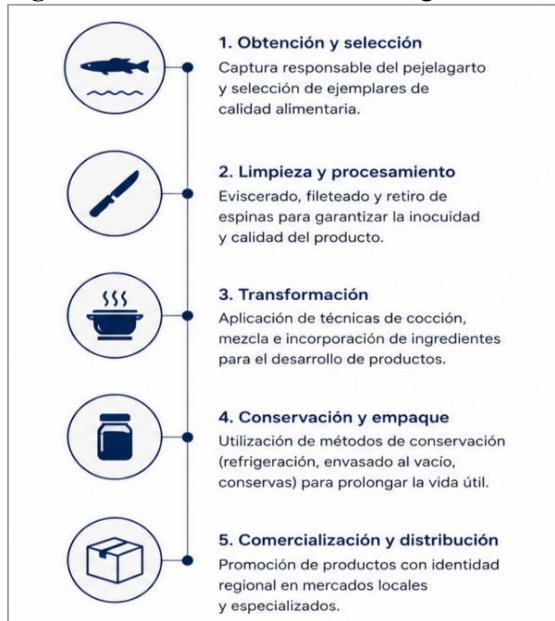 1. Obtención y selección
Captura responsable del pejelagarto
y selección de ejemplares de
calidad alimentaria.
2. Limpieza y procesamiento
Eviscerado, fileteado y retiro de
espinas para garantizar la inocuidad
y calidad del producto.
3. Transformación
Aplicación de técnicas de cocción,
mezcla e incorporación de ingredientes
para el desarrollo de productos.
4. Conservación y empaque
Utilización de métodos de conservación
(refrigeración, envasado al vacío,
conservas) para prolongar la vida útil.
5. Comercialización y distribución
Promoción de productos con identidad
regional en mercados locales
y especializados.